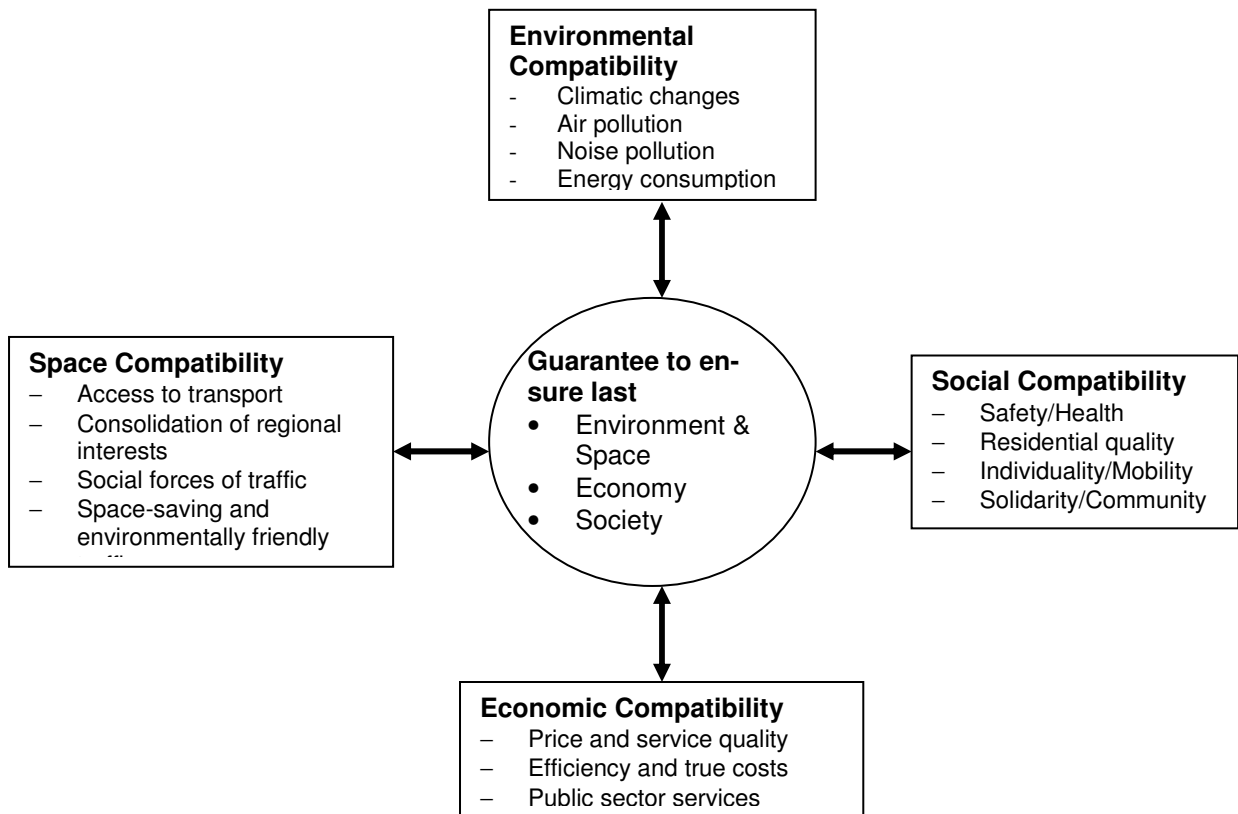 Environmental
Compatibility
- Climatic changes
- Air pollution
- Noise pollution
- Energy consumption
Space Compatibility
– Access to transport
– Consolidation of regional
interests
– Social forces of traffic
– Space-saving and
environmentally friendly
Guarantee to en-
sure last
• Environment &
Space
• Economy
• Society
Social Compatibility
– Safety/Health
– Residential quality
– Individuality/Mobility
– Solidarity/Community
Economic Compatibility
– Price and service quality
– Efficiency and true costs
– Public sector services